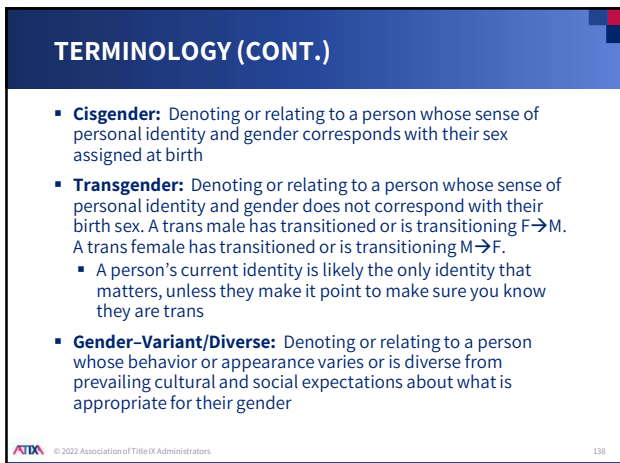 TERMINOLOGY (CONT.)
▪ Cisgender: Denoting or relating to a person whose sense of
personal identity and gender corresponds with their sex
assigned at birth
▪ Transgender: Denoting or relating to a person whose sense of
personal identity and gender does not correspond with their
birth sex. A trans male has transitioned or is transitioning F→M.
A trans female has transitioned or is transitioning M→F.
▪ A person’s current identity is likely the only identity that
matters, unless they make it point to make sure you know
they are trans
▪ Gender–Variant/Diverse: Denoting or relating to a person
whose behavior or appearance varies or is diverse from
prevailing cultural and social expectations about what is
appropriate for their gender
ATIXA © 2022 Association of Title IX Administrators 138